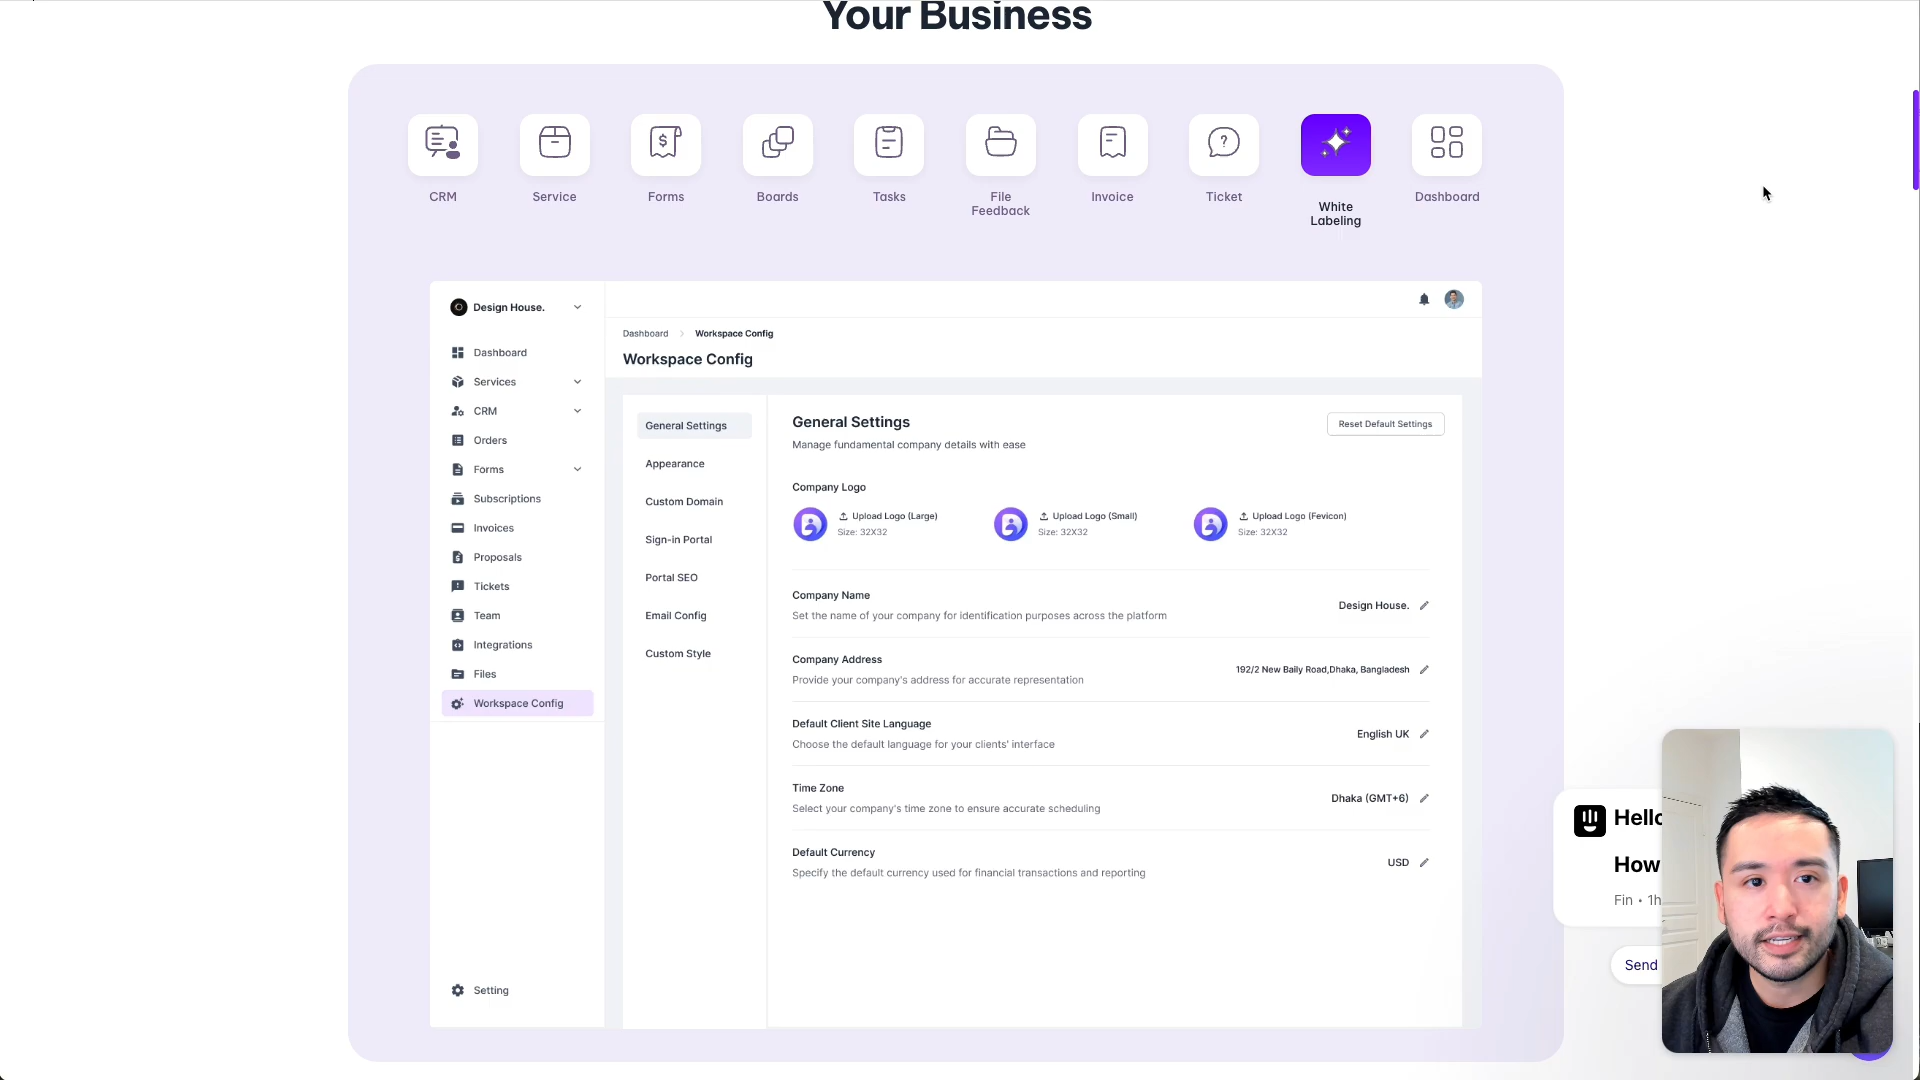 Your Business
CRM
Service
Forms
Boards
Tasks
File
Feedback
Invoice
Ticket
White
Labeling
Dashboard
Design House.
Dashboard
Services
CRM
Orders
Forms
Subscriptions
Invoices
Proposals
Tickets
Team
Integrations
Files
Workspace Config
Setting
Dashboard > Workspace Config
Workspace Config
General Settings
Appearance
Custom Domain
Sign-in Portal
Portal SEO
Email Config
Custom Style
General Settings
Reset Default Settings
Manage fundamental company details with ease
Company Logo
Upload Logo (Large)
Size: 32X32
Upload Logo (Small)
Size: 32X32
Upload Logo (Fevicon)
Size: 32X32
Company Name
Set the name of your company for identification purposes across the platform
Design House.
Company Address
Provide your company's address for accurate representation
192/2 New Baily Road,Dhaka, Bangladesh
Default Client Site Language
Choose the default language for your clients' interface
English UK
Time Zone
Select your company's time zone to ensure accurate scheduling
Dhaka (GMT+6)
Default Currency
Specify the default currency used for financial transactions and reporting
USD
Hello
How
Fin • 1h
Send